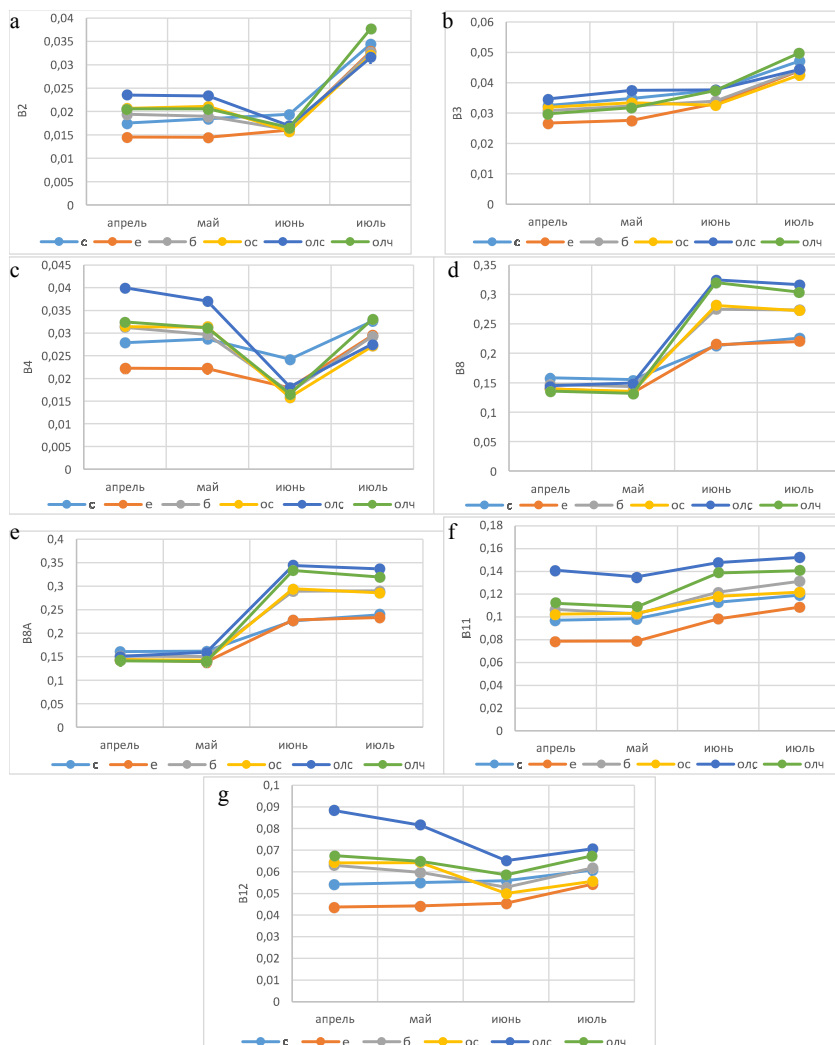 a
0,04
0,035
0,03
0,025
0,02
0,015
0,01
0,005
0
B2
апрель май июнь июль
с е б ос олс олч
b
0,06
0,05
0,04
0,03
0,02
0,01
0
B3
апрель май июнь июль
с е б ос олс олч
c
0,045
0,04
0,035
0,03
0,025
0,02
0,015
0,01
0,005
0
B4
апрель май июнь июль
с е б ос олс олч
d
0,35
0,3
0,25
0,2
0,15
0,1
0,05
0
B8
апрель май июнь июль
с е б ос олс олч
e
0,4
0,35
0,3
0,25
0,2
0,15
0,1
0,05
0
B8A
апрель май июнь июль
с е б ос олс олч
f
0,18
0,16
0,14
0,12
0,1
0,08
0,06
0,04
0,02
0
B11
апрель май июнь июль
с е б ос олс олч
g
0,1
0,09
0,08
0,07
0,06
0,05
0,04
0,03
0,02
0,01
0
B12
апрель май июнь июль
с е б ос олс олч